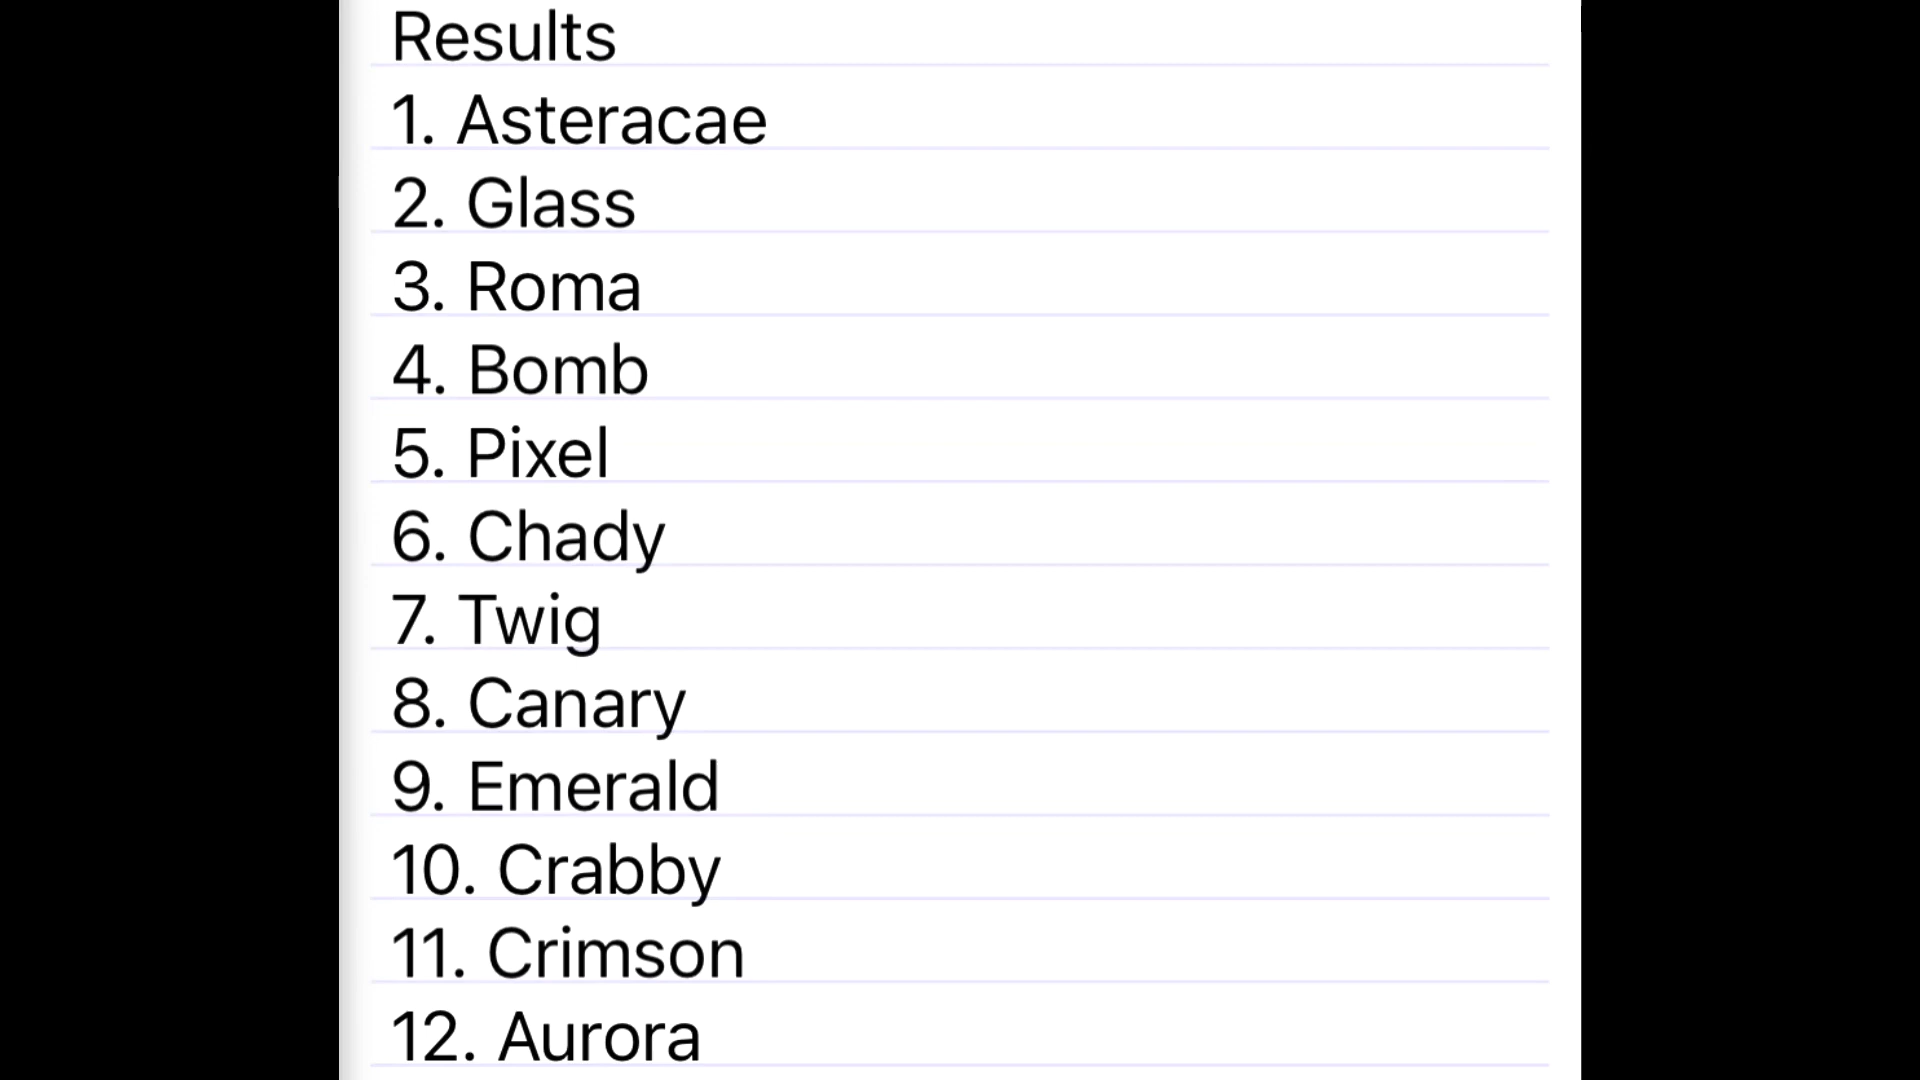 Results
1. Asteracae
2. Glass
3. Roma
4. Bomb
5. Pixel
6. Chady
7. Twig
8. Canary
9. Emerald
10. Crabby
11. Crimson
12. Aurora